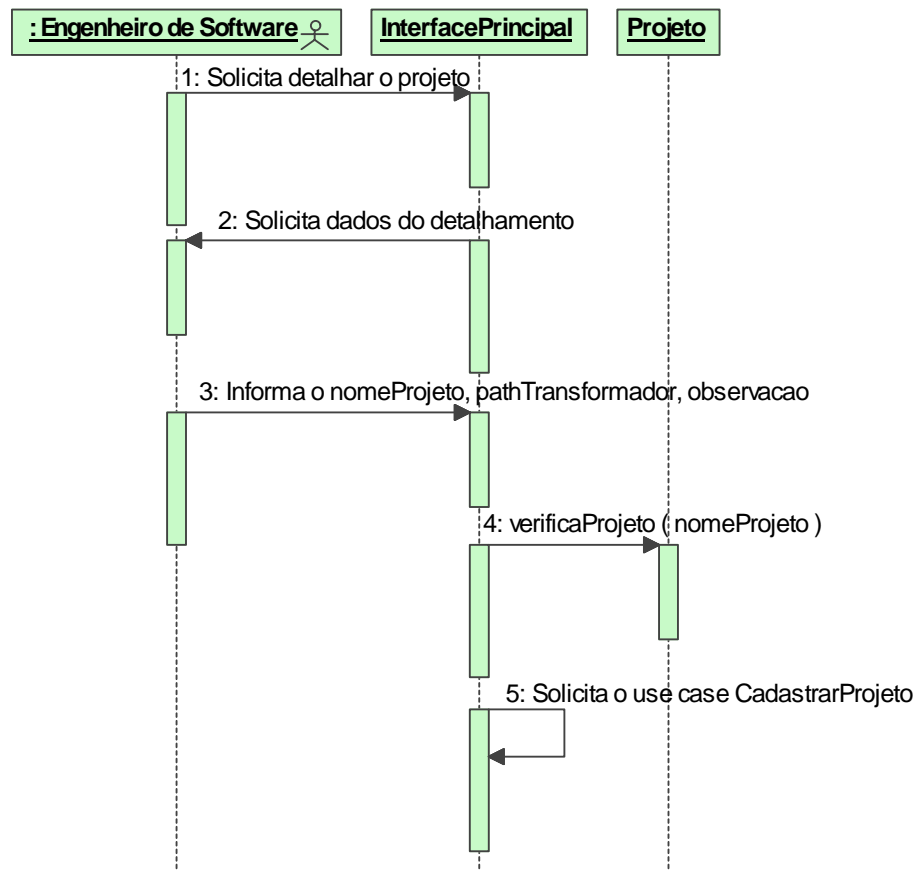 : Engenheiro de Software
InterfacePrincipal
Projeto
1: Solicita detalhar o projeto
2: Solicita dados do detalhamento
3: Informa o nomeProjeto, pathTransformador, observacao
4: verificaProjeto ( nomeProjeto )
5: Solicita o use case CadastrarProjeto